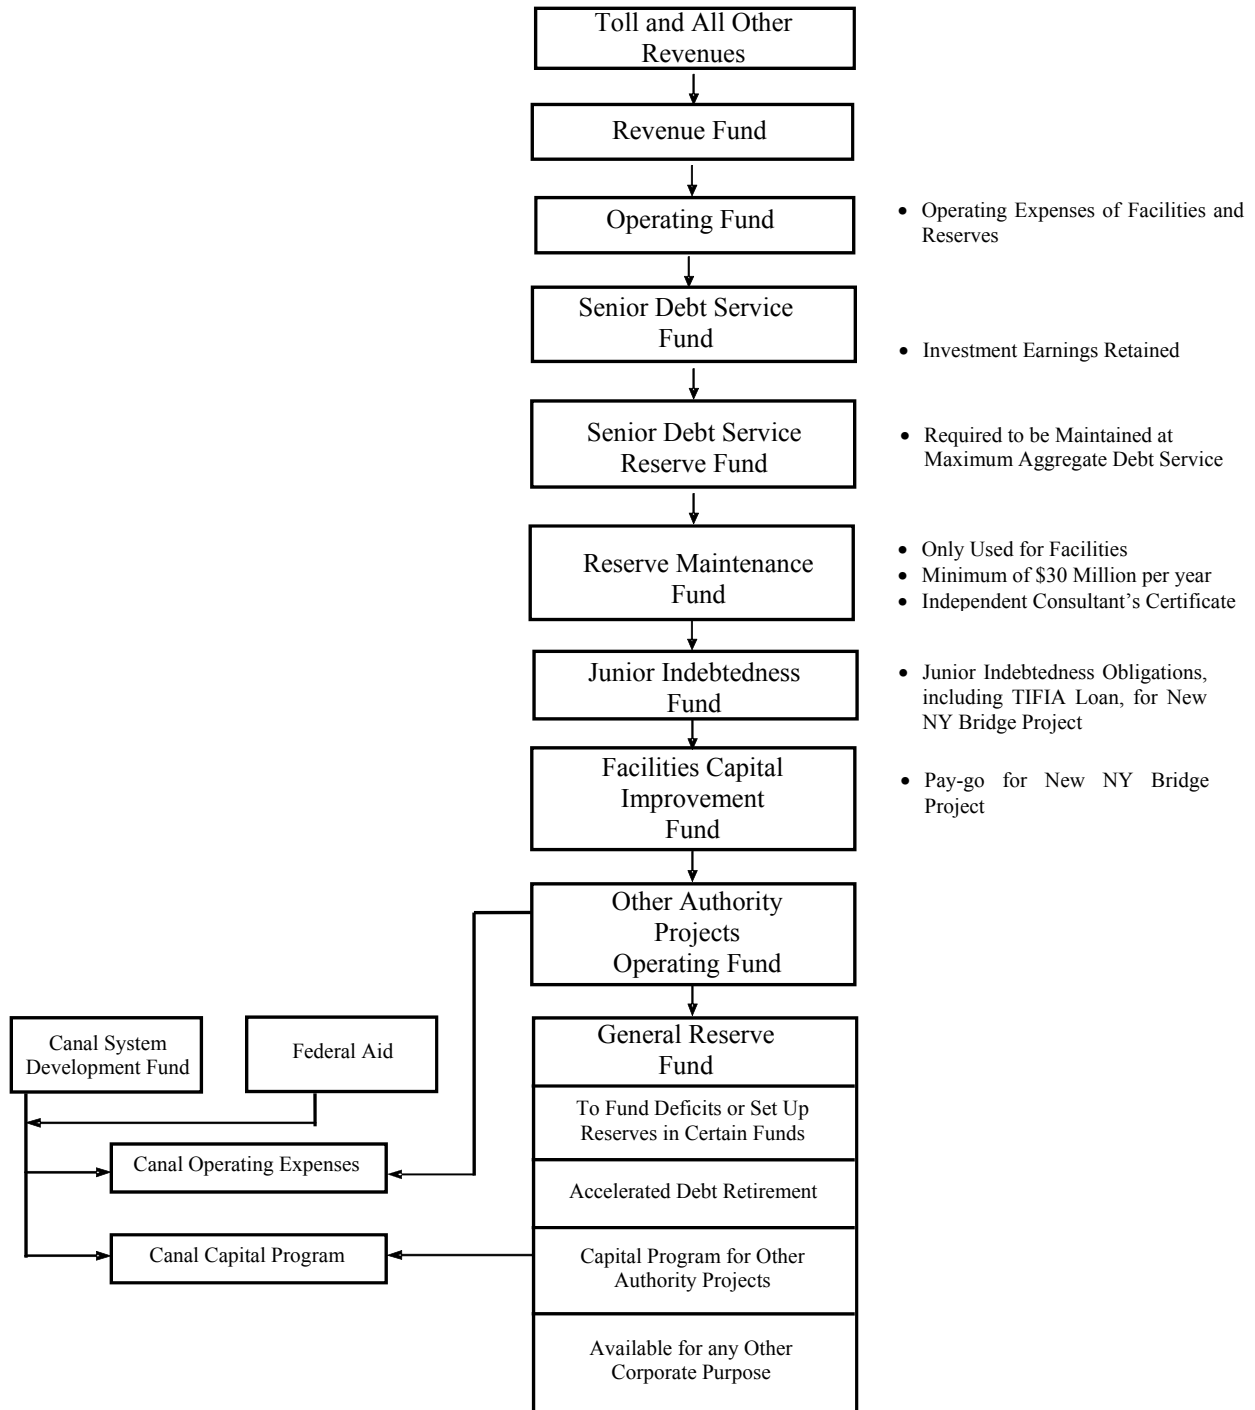 Toll and All Other
Revenues
Revenue Fund
Operating Fund
• Operating Expenses of Facilities and
Reserves
Senior Debt Service
Fund
• Investment Earnings Retained
Senior Debt Service
Reserve Fund
• Required to be Maintained at
Maximum Aggregate Debt Service
Reserve Maintenance
Fund
• Only Used for Facilities
• Minimum of $30 Million per year
• Independent Consultant's Certificate
Junior Indebtedness
Fund
• Junior Indebtedness Obligations,
including TIFIA Loan, for New
NY Bridge Project
Facilities Capital
Improvement
Fund
• Pay-go for New NY Bridge
Project
Other Authority
Projects
Operating Fund
Canal System
Development Fund
Federal Aid
General Reserve
Fund
To Fund Deficits or Set Up
Reserves in Certain Funds
Canal Operating Expenses
Accelerated Debt Retirement
Canal Capital Program
Capital Program for Other
Authority Projects
Available for any Other
Corporate Purpose